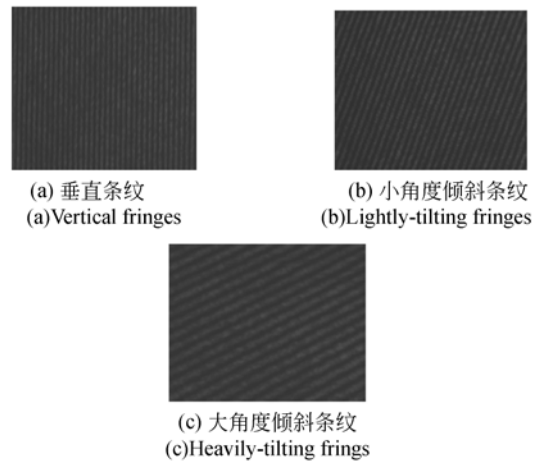 (a) 垂直条纹
(a)Vertical fringes
(b) 小角度倾斜条纹
(b)Lightly-tilting fringes
(c) 大角度倾斜条纹
(c)Heavily-tilting frings